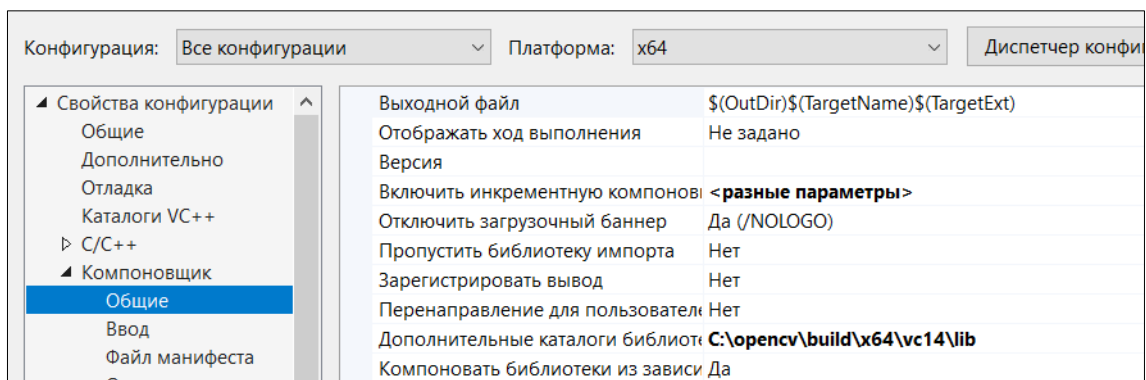 Конфигурация: Все конфигурации Платформа: x64 Диспетчер конфи
Свойства конфигурации
Общие
Дополнительно
Отладка
Каталоги VC++
C/C++
Компоновщик
Общие
Ввод
Файл манифеста
Выходной файл $(OutDir)$(TargetName)$(TargetExt)
Отображать ход выполнения Не задано
Версия
Включить инкрементную компонов <разные параметры>
Отключить загрузочный баннер Да (/NOLOGO)
Пропустить библиотеку импорта Нет
Зарегистрировать вывод Нет
Перенаправление для пользователе Нет
Дополнительные каталоги библиоте C:\opencv\build\x64\vc14\lib
Компоновать библиотеки из зависи Да